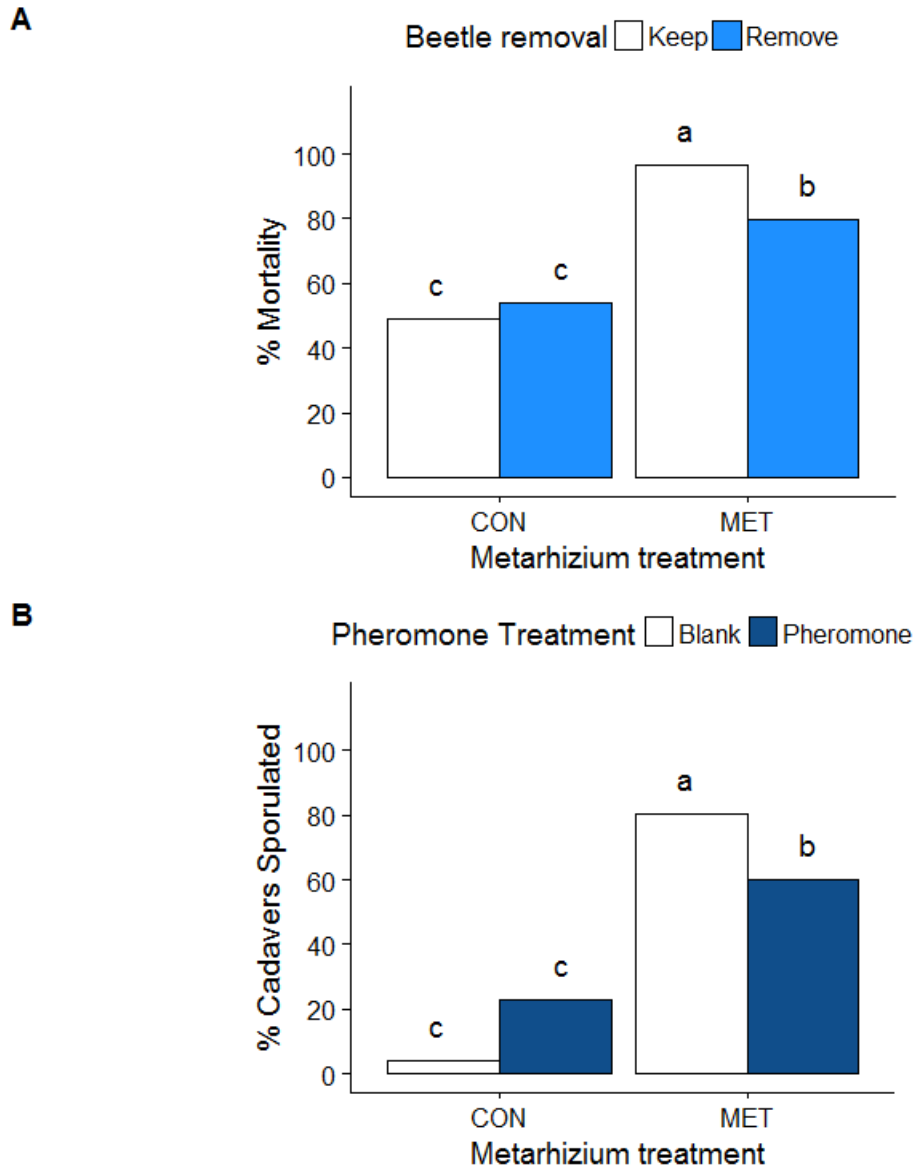 A
Beetle removal Keep Remove
% Mortality
100
80
60
40
20
0
a
b
c
c
CON MET
Metarhizium treatment
B
Pheromone Treatment Blank Pheromone
% Cadavers Sporulated
100
80
60
40
20
0
a
b
c
c
CON MET
Metarhizium treatment